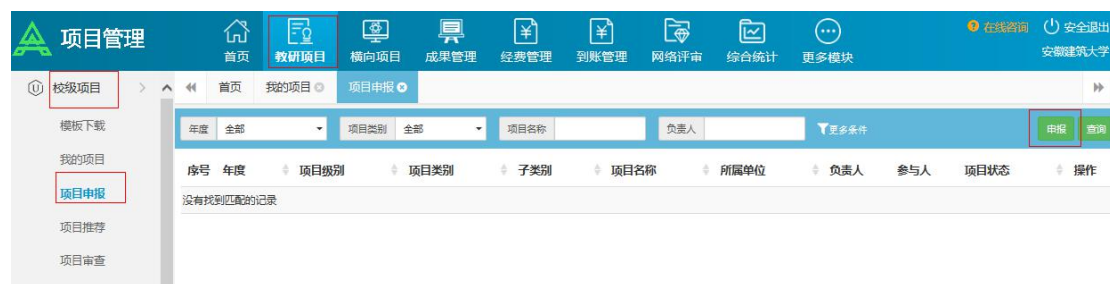 项目管理
首页
教研项目
横向项目
成果管理
经费管理
到账管理
网络评审
综合统计
更多模块
在线咨询
安全退出
安徽建筑大学
校级项目
首页 我的项目 项目申报
模板下载
我的项目
项目申报
项目推荐
项目审查
年度 全部 项目类别 全部 项目名称 负责人 更多条件 申报 查询
序号 年度 项目级别 项目类别 子类别 项目名称 所属单位 负责人 参与人 项目状态 操作
没有找到匹配的记录